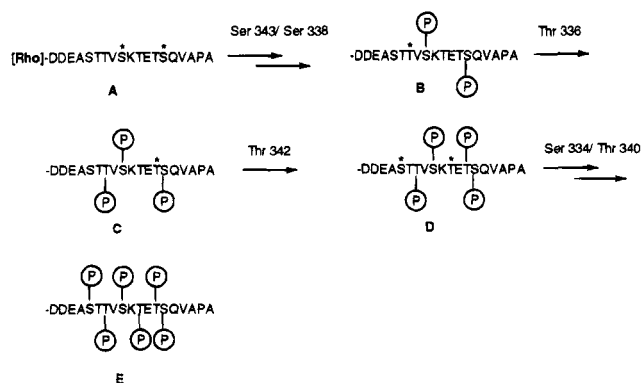 [Rho]-DDEASTTVSKTETSQVAPA
* *
A
Ser 343/ Ser 338
P
*
-DDEASTTVSKTETSQVAPA
P
B
Thr 336
P
*
-DDEASTTVSKTETSQVAPA
P P
C
Thr 342
P P
* *
-DDEASTTVSKTETSQVAPA
P P
D
Ser 334/ Thr 340
P P P
-DDEASTTVSKTETSQVAPA
P P P
E